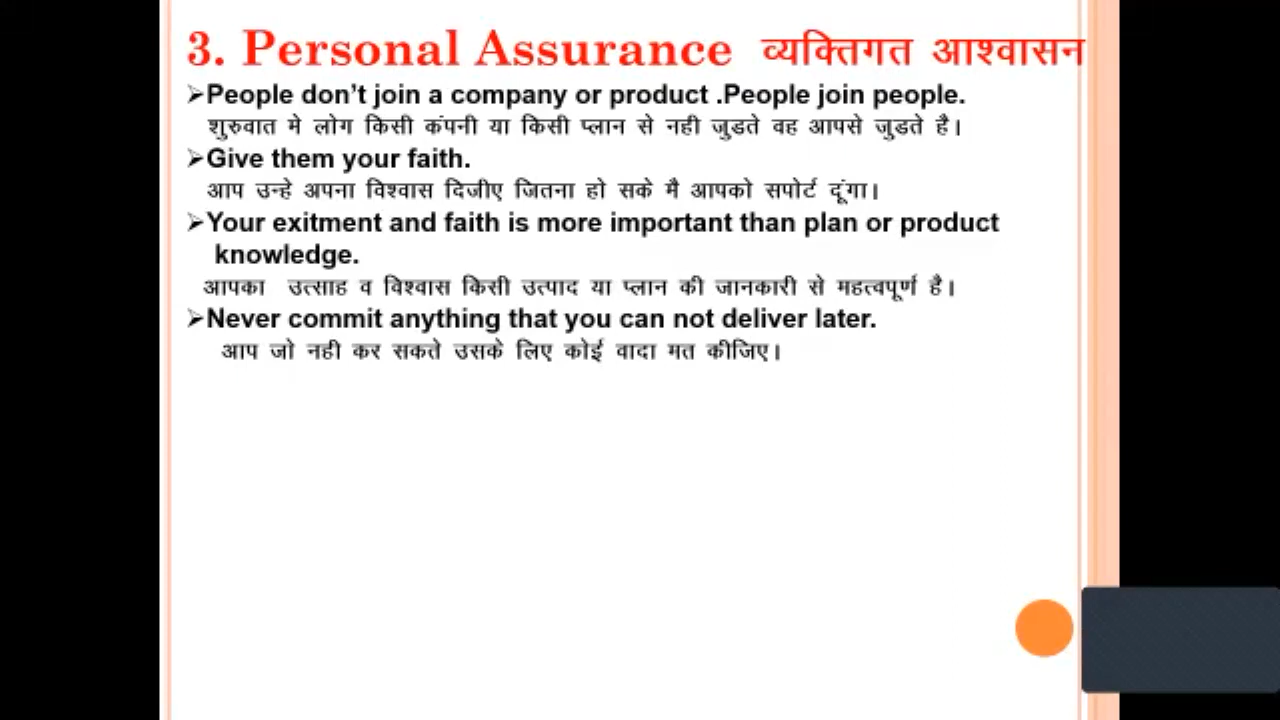 3. Personal Assurance व्यक्तिगत आश्वासन
➢People don’t join a company or product .People join people.
शुरुवात मे लोग किसी कंपनी या किसी प्लान से नही जुडते वह आपसे जुडते है।
➢Give them your faith.
आप उन्हे अपना विश्वास दिजीए जितना हो सके मै आपको सपोर्ट दूंगा।
➢Your exitment and faith is more important than plan or product
knowledge.
आपका उत्साह व विश्वास किसी उत्पाद या प्लान की जानकारी से महत्वपूर्ण है।
➢Never commit anything that you can not deliver later.
आप जो नही कर सकते उसके लिए कोई वादा मत कीजिए।